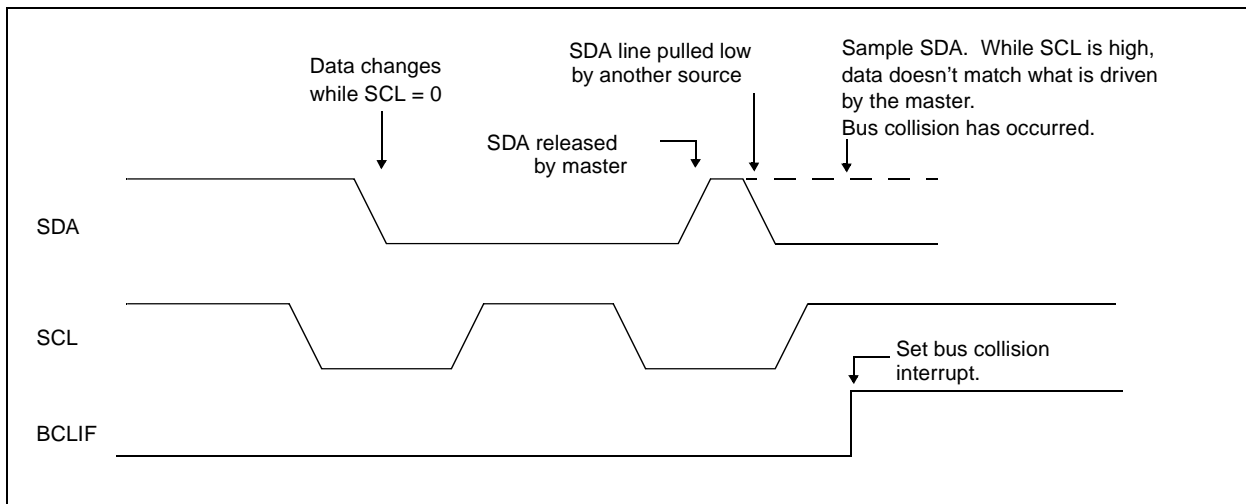 Data changes
while SCL = 0
SDA line pulled low
by another source
SDA released
by master
Sample SDA. While SCL is high,
data doesn't match what is driven
by the master.
Bus collision has occurred.
SDA
SCL
Set bus collision
interrupt.
BCLIF